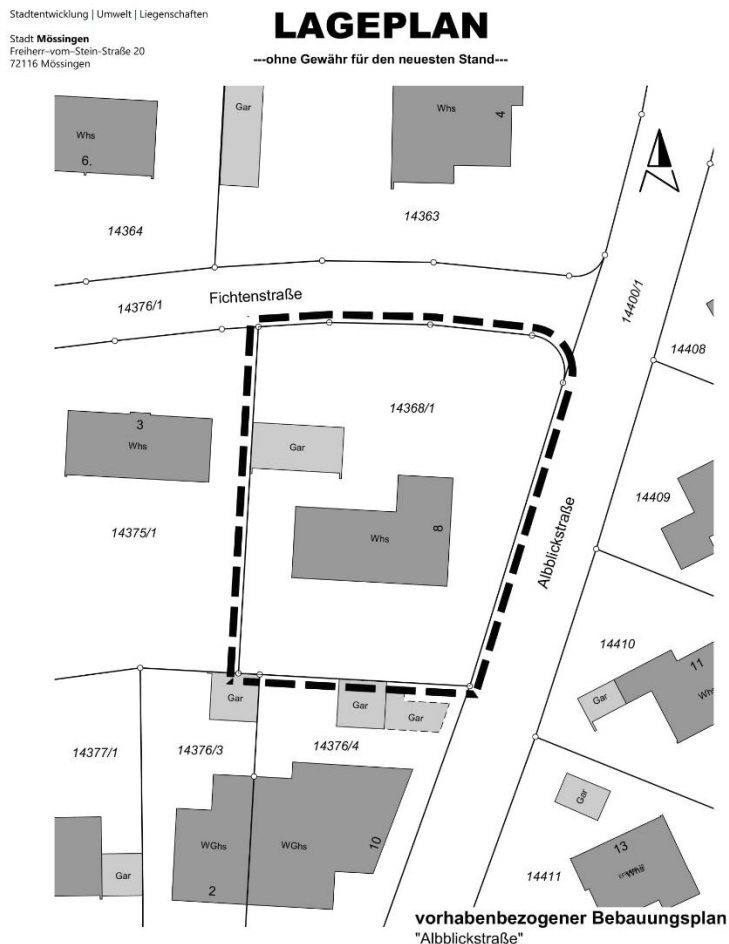 Stadtentwicklung | Umwelt | Liegenschaften
Stadt Mössingen
Freiherr-vom-Stein-Straße 20
72116 Mössingen
LAGEPLAN
---ohne Gewähr für den neuesten Stand---
Gar
Whs
4
Whs
6.
14364
14363
14376/1
Fichtenstraße
14400/1
14408
14368/1
3
Whs
Gar
14375/1
Whs
8
Albblickstraße
14409
14410
11
Gar
Gar
Gar
Gar
14377/1
14376/3
14376/4
Gar
WGhs
WGhs
10
2
Gar
13
14411
vorhabenbezogener Bebauungsplan
"Albblickstraße"